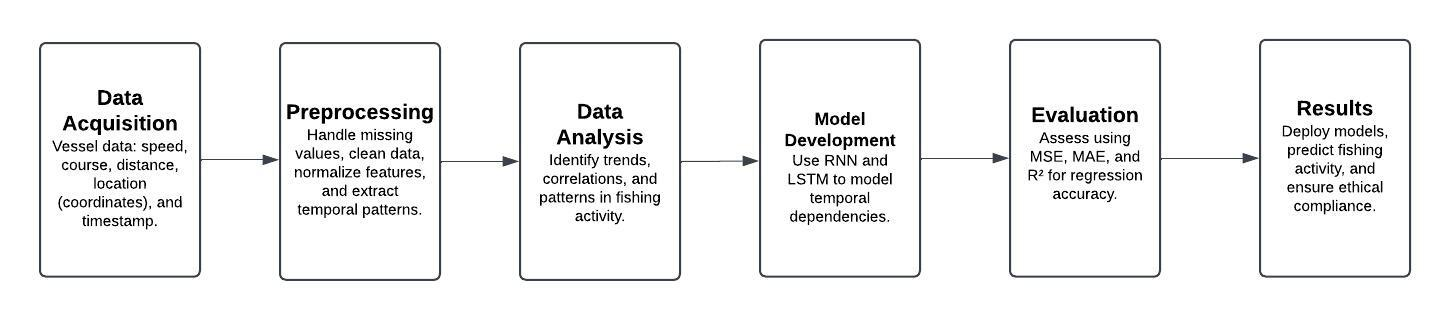 Data
Acquisition
Vessel data: speed,
course, distance,
location
(coordinates), and
timestamp.
Preprocessing
Handle missing
values, clean data,
normalize features,
and extract
temporal patterns.
Data
Analysis
Identify trends,
correlations, and
patterns in fishing
activity.
Model
Development
Use RNN and
LSTM to model
temporal
dependencies.
Evaluation
Assess using
MSE, MAE, and
R² for regression
accuracy.
Results
Deploy models,
predict fishing
activity, and
ensure ethical
compliance.